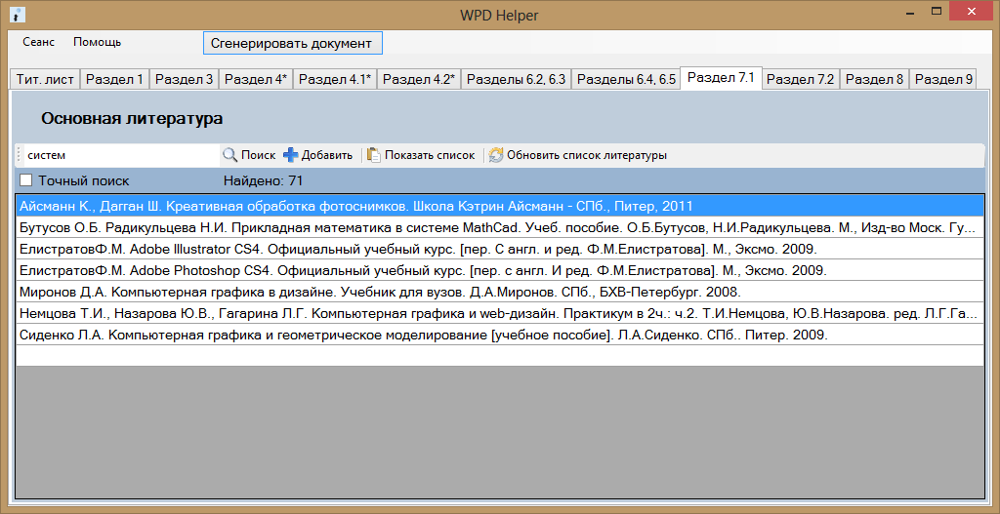 WPD Helper
Сеанс Помощь Сгенерировать документ
Тит. лист Раздел 1 Раздел 3 Раздел 4* Раздел 4.1* Раздел 4.2* Разделы 6.2, 6.3 Разделы 6.4, 6.5 Раздел 7.1 Раздел 7.2 Раздел 8 Раздел 9
Основная литература
систем Поиск Добавить Показать список Обновить список литературы
Точный поиск Найдено: 71
Айсманн К., Дагган Ш. Креативная обработка фотоснимков. Школа Кэтрин Айсманн - СПб., Питер, 2011
Бутусов О.Б. Радикульцева Н.И. Прикладная математика в системе MathCad. Учеб. пособие. О.Б.Бутусов, Н.И.Радикульцева. М., Изд-во Моск. Гу...
ЕлистратовФ.М. Adobe Illustrator CS4. Официальный учебный курс. [пер. С англ. и ред. Ф.М.Елистратова]. М., Эксмо. 2009.
ЕлистратовФ.М. Adobe Photoshop CS4. Официальный учебный курс. [пер. с англ. И ред. Ф.М.Елистратова]. М., Эксмо. 2009.
Миронов Д.А. Компьютерная графика в дизайне. Учебник для вузов. Д.А.Миронов. СПб., БХВ-Петербург. 2008.
Немцова Т.И., Назарова Ю.В., Гагарина Л.Г. Компьютерная графика и web-дизайн. Практикум в 2ч.: ч.2. Т.И.Немцова, Ю.В.Назарова. ред. Л.Г.Га...
Сиденко Л.А. Компьютерная графика и геометрическое моделирование [учебное пособие]. Л.А.Сиденко. СПб.. Питер. 2009.